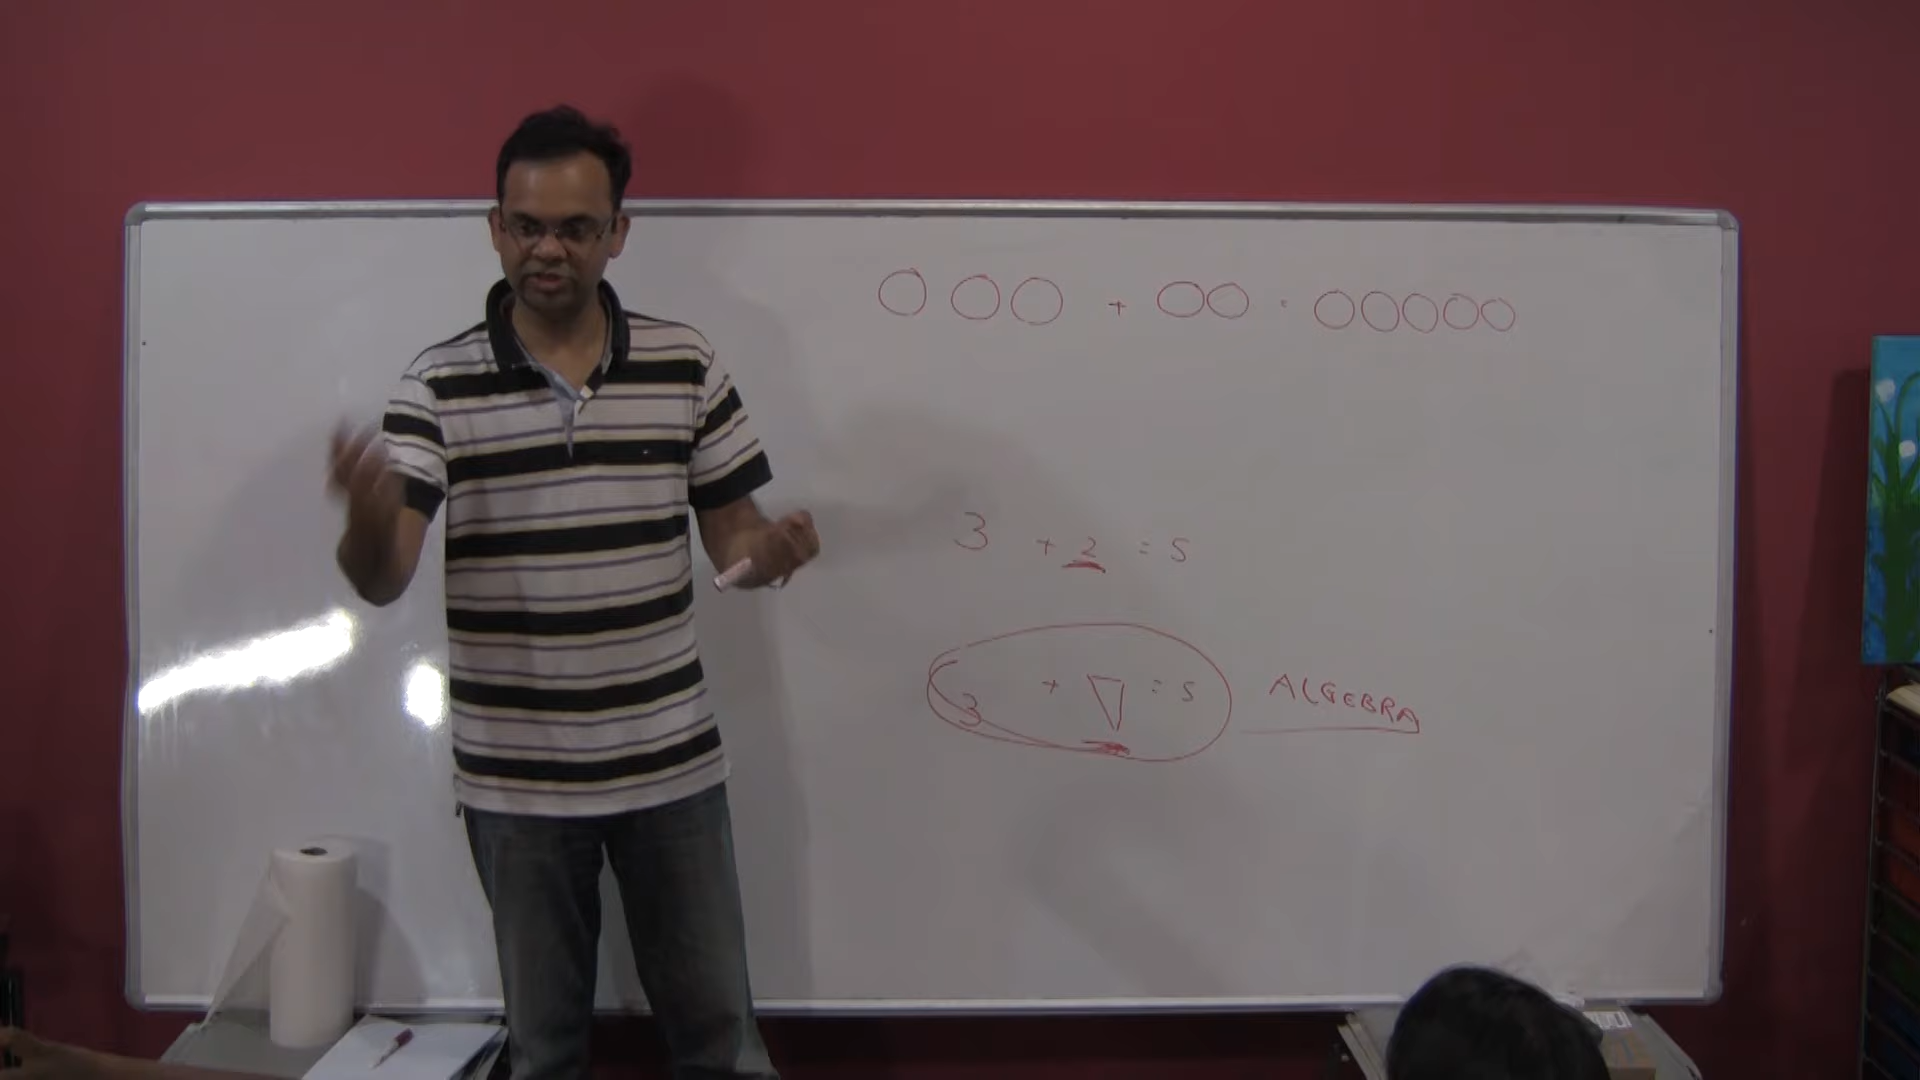 + =
3 + 2 = 5
3 + ▽ = 5 ALGEBRA